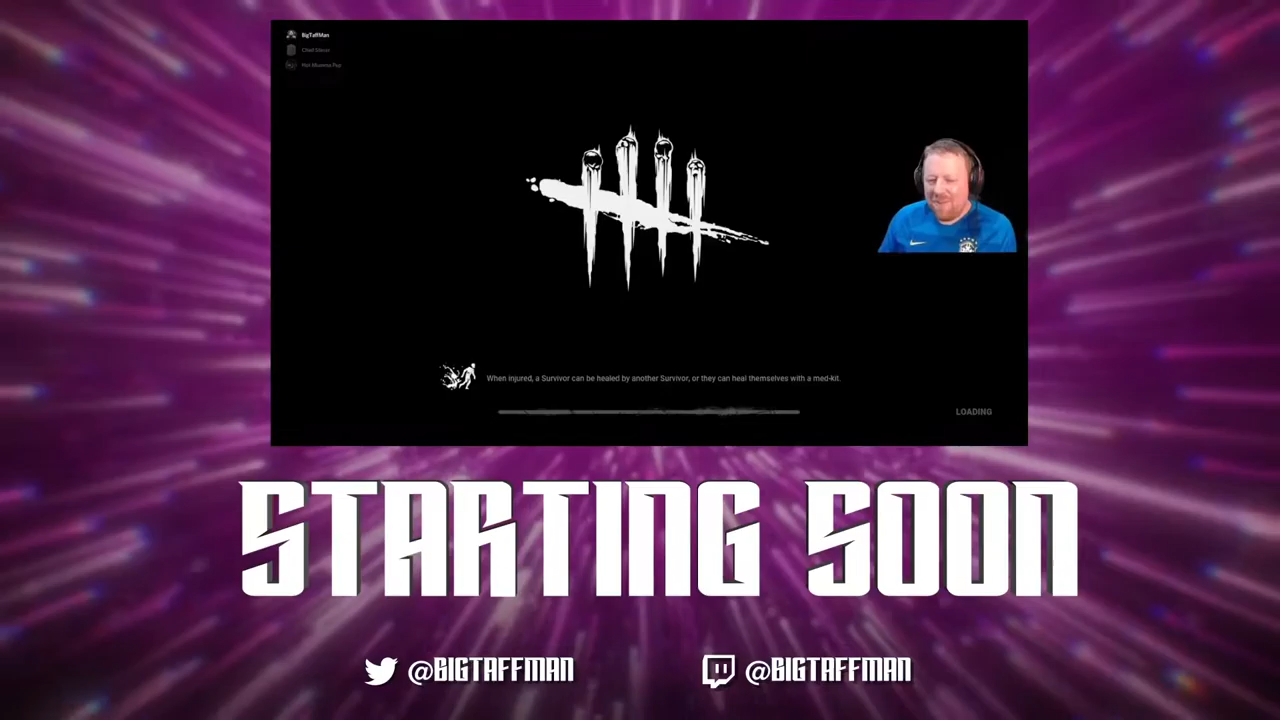 BigTaffMan
When injured, a Survivor can be healed by another Survivor, or they can heal themselves with a med-kit.
LOADING
STARTING SOON
@BIGTAFFMAN
@BIGTAFFMAN